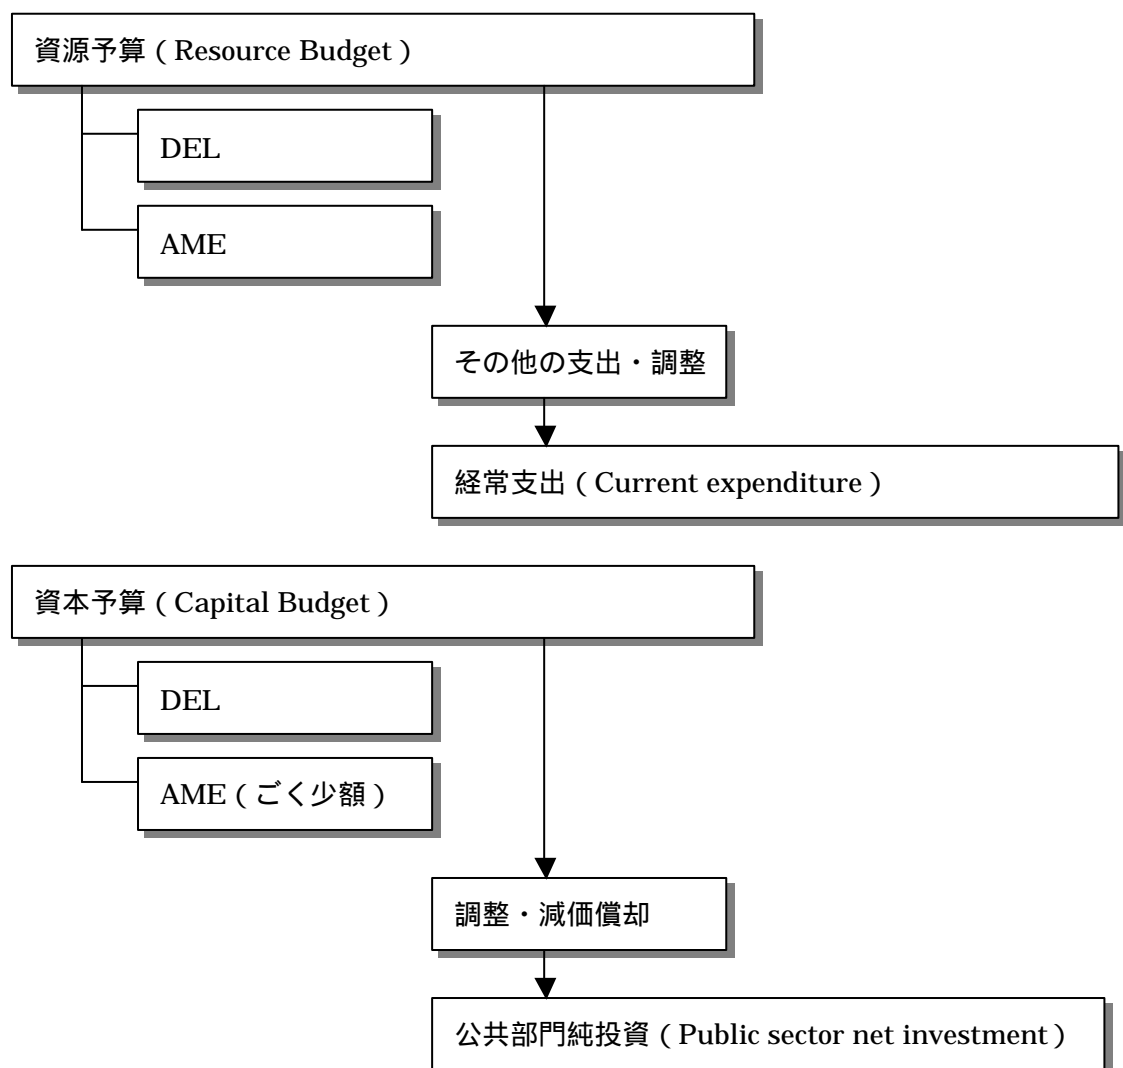 資源予算(Resource Budget)
DEL
AME
その他の支出・調整
経常支出(Current expenditure)
資本予算(Capital Budget)
DEL
AME(ごく少額)
調整・減価償却
公共部門純投資(Public sector net investment)